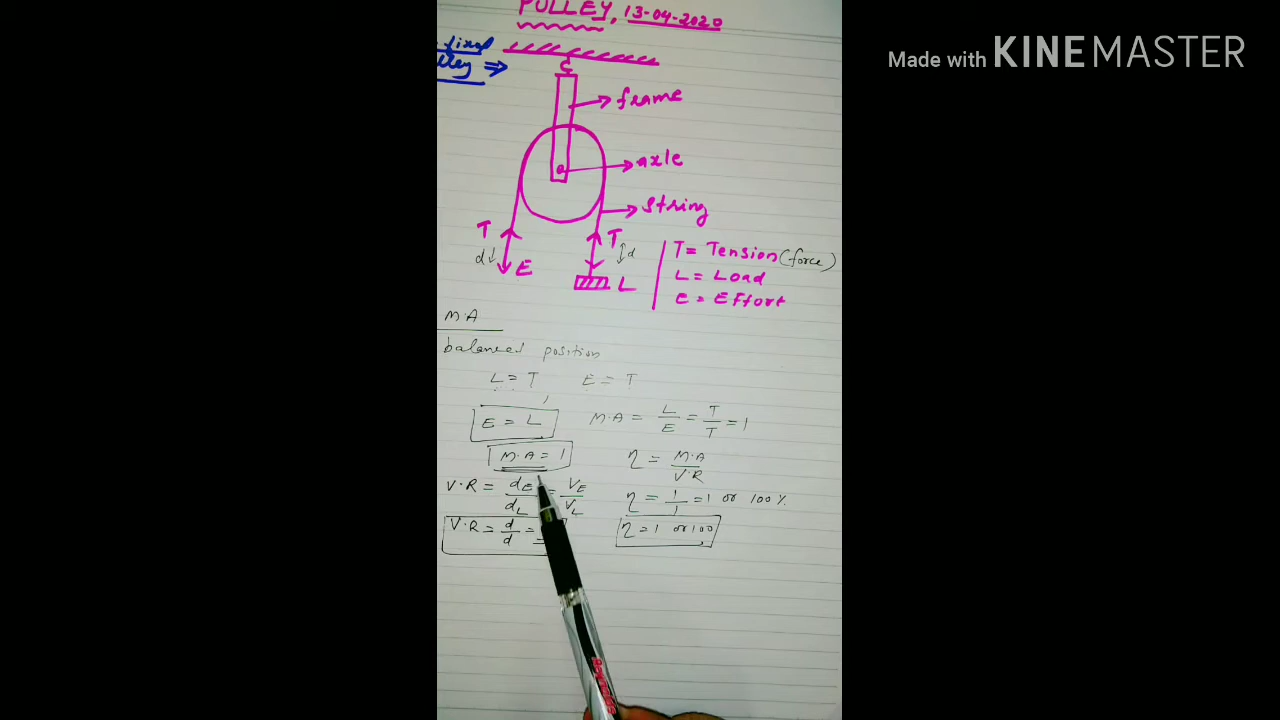 PULLEY, 13-04-2020
Made with KINEMASTER
fixed
⇒
frame
axle
string
T
T
d
d
E
L
T = Tension (force)
L = Load
E = Effort
M.A
balanced position
L = T E = T
E = L M.A = L/E = T/T = 1
M.A = 1 η = M.A/V.R
V.R = dE/dL = VE/VL η = 1/1 = 1 or 100 %
V.R = d/d = η = 1 or 100